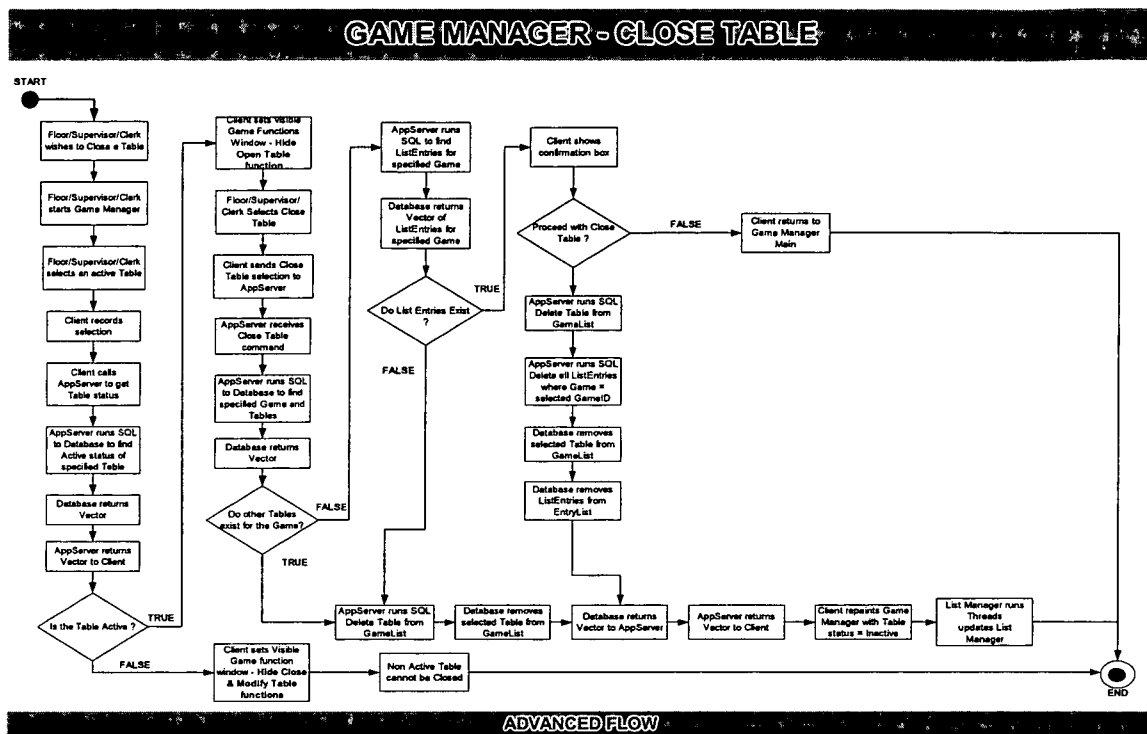 GAME MANAGER - CLOSE TABLE
START
Floor/Supervisor/Clerk
wishes to Close a Table
Floor/Supervisor/Clerk
starts Game Manager
Floor/Supervisor/Clerk
selects an active Table
Client records
selection
Client calls
AppServer to get
Table status
AppServer runs SQL
to Database to find
Active status of
specified Table
Database returns
Vector
AppServer returns
Vector to Client
Is the Table Active ?
TRUE
FALSE
Client sets Visible
Game Functions
Window - Hide
Open Table
function
Floor/Supervisor/
Clerk Selects Close
Table
Client sends Close
Table selection to
AppServer
AppServer receives
Close Table
command
AppServer runs SQL
to Database to find
specified Game and
Tables
Database returns
Vector
Do other Tables
exist for the Game?
FALSE
TRUE
AppServer runs
SQL to find
ListEntries for
specified Game
Database returns
Vector of
ListEntries for
specified Game
Do List Entries Exist
?
TRUE
FALSE
Client shows
confirmation box
Proceed with Close
Table ?
FALSE
Client returns to
Game Manager
Main
AppServer runs SQL
Delete Table from
GameList
AppServer runs SQL
Delete all ListEntries
where Game =
selected GameID
Database removes
selected Table from
GameList
Database removes
ListEntries from
EntryList
AppServer runs SQL
Delete Table from
GameList
Database removes
selected Table from
GameList
Database returns
Vector to AppServer
AppServer returns
Vector to Client
Client repaints Game
Manager with Table
status = Inactive
List Manager runs
Threads
updates List
Manager
Client sets Visible
Game function
window - Hide Close
& Modify Table
functions
Non Active Table
cannot be Closed
END
ADVANCED FLOW